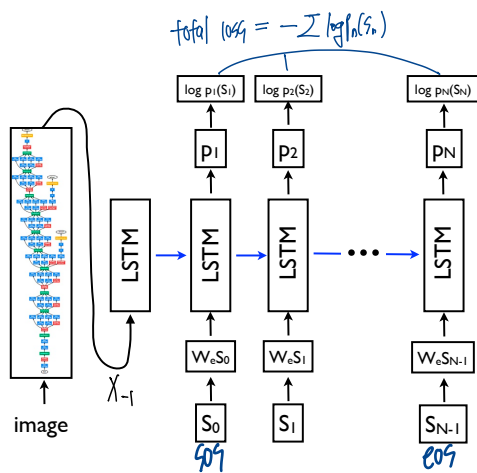 total loss = -∑ log pₙ(Sₙ)
log p₁(S₁) log p₂(S₂) log pN(SN)
p₁ p₂ pN
LSTM LSTM LSTM LSTM
X₋₁
WₑS₀ WₑS₁ WₑSN-1
image S₀ S₁ SN-1
SOS eos